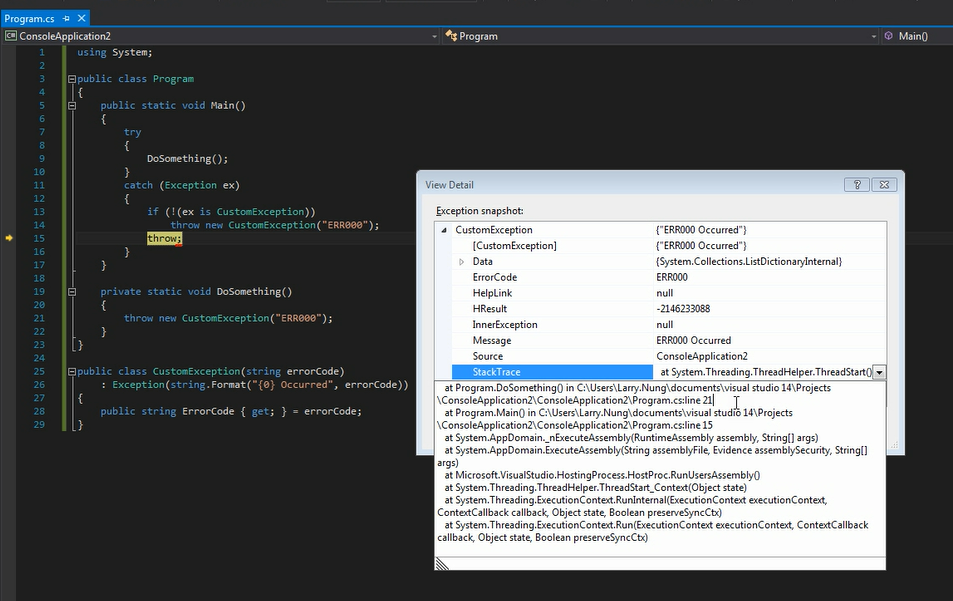 Program.cs
ConsoleApplication2
Program
Main()
1 using System;
2
3 public class Program
4 {
5 public static void Main()
6 {
7 try
8 {
9 DoSomething();
10 }
11 catch (Exception ex)
12 {
13 if (!(ex is CustomException))
14 throw new CustomException("ERR000");
15 throw;
16 }
17 }
18
19 private static void DoSomething()
20 {
21 throw new CustomException("ERR000");
22 }
23 }
24
25 public class CustomException(string errorCode)
26 : Exception(string.Format("{0} Occurred", errorCode))
27 {
28 public string ErrorCode { get; } = errorCode;
29 }
View Detail
?
Exception snapshot:
CustomException {"ERR000 Occurred"}
[CustomException] {"ERR000 Occurred"}
Data {System.Collections.ListDictionaryInternal}
ErrorCode ERR000
HelpLink null
HResult -2146233088
InnerException null
Message ERR000 Occurred
Source ConsoleApplication2
StackTrace at System.Threading.ThreadHelper.ThreadStart()
at Program.DoSomething() in C:\Users\Larry.Nung\documents\visual studio 14\Projects
\ConsoleApplication2\ConsoleApplication2\Program.cs:line 21
at Program.Main() in C:\Users\Larry.Nung\documents\visual studio 14\Projects
\ConsoleApplication2\ConsoleApplication2\Program.cs:line 15
at System.AppDomain._nExecuteAssembly(RuntimeAssembly assembly, String[] args)
at System.AppDomain.ExecuteAssembly(String assemblyFile, Evidence assemblySecurity, String[]
args)
at Microsoft.VisualStudio.HostingProcess.HostProc.RunUsersAssembly()
at System.Threading.ThreadHelper.ThreadStart_Context(Object state)
at System.Threading.ExecutionContext.RunInternal(ExecutionContext executionContext,
ContextCallback callback, Object state, Boolean preserveSyncCtx)
at System.Threading.ExecutionContext.Run(ExecutionContext executionContext, ContextCallback
callback, Object state, Boolean preserveSyncCtx)